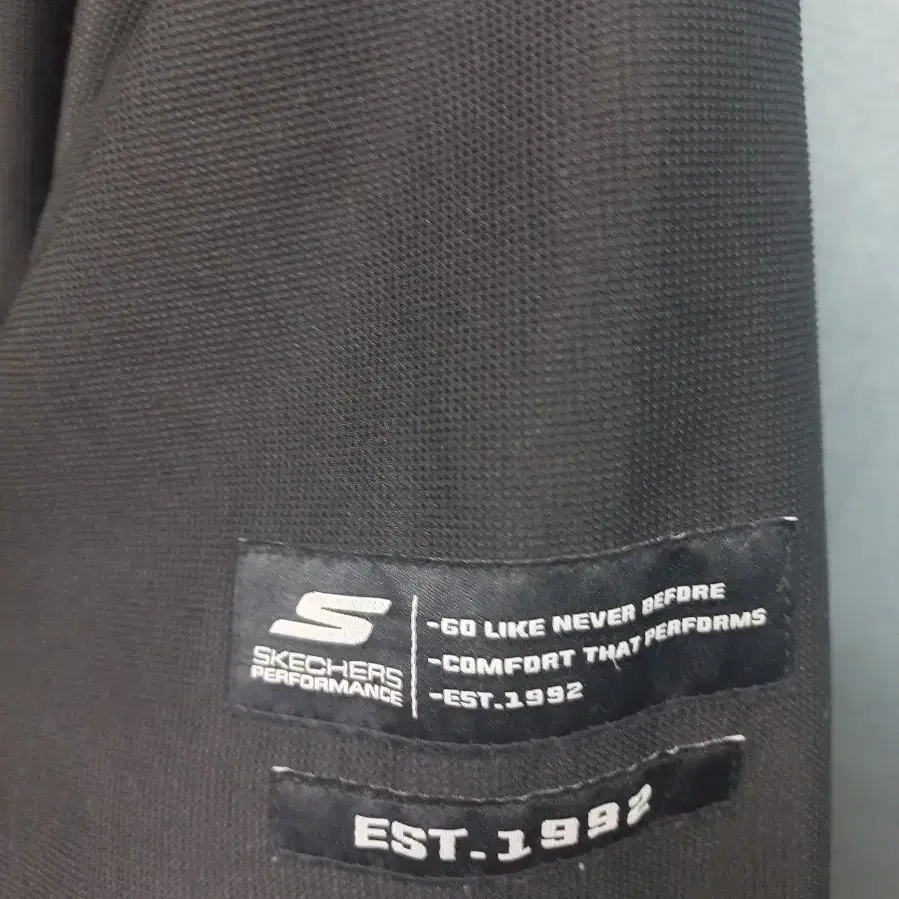 S
SKECHERS
PERFORMANCE
-GO LIKE NEVER BEFORE
-COMFORT THAT PERFORMS
-EST.1992
EST.1992